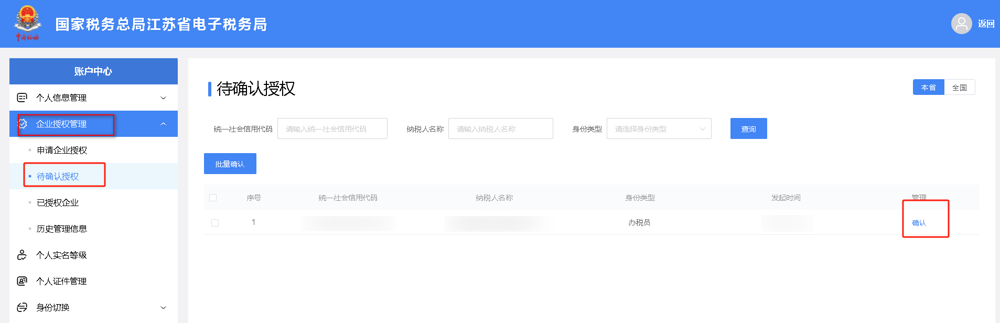 国家税务总局江苏省电子税务局
返回
账户中心
个人信息管理
企业授权管理
申请企业授权
待确认授权
已授权企业
历史管理信息
个人实名等级
个人证件管理
身份切换
待确认授权
本省 全国
统一社会信用代码 请输入统一社会信用代码 纳税人名称 请输入纳税人名称 身份类型 请选择身份类型 查询
批量确认
序号 统一社会信用代码 纳税人名称 身份类型 发起时间 管理
1 办税员 确认